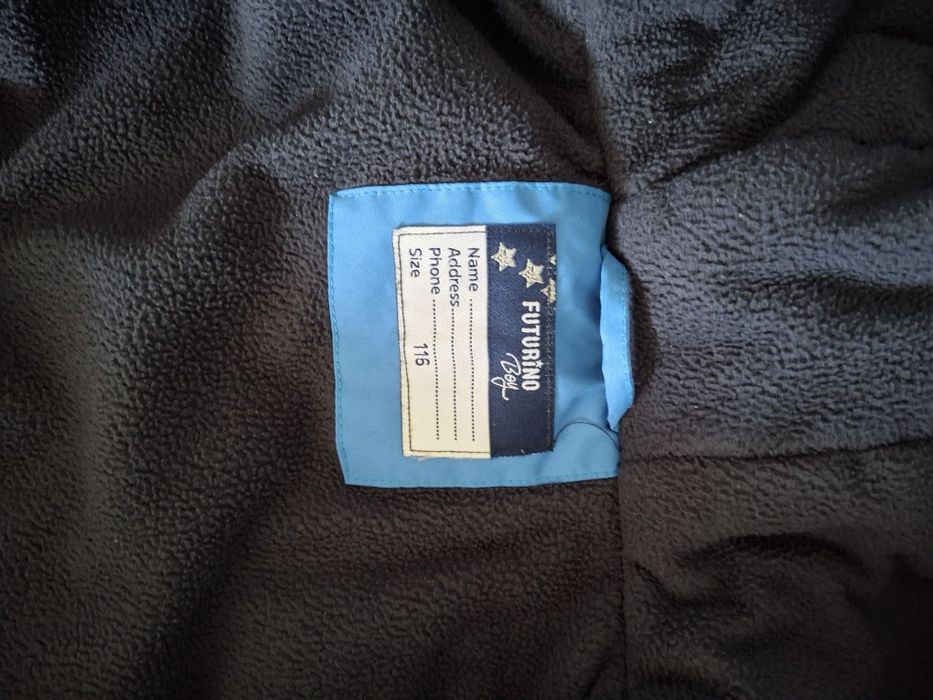 FUTURINO
Boy
Name ........................................
Address....................................
Phone .......................................
Size 116